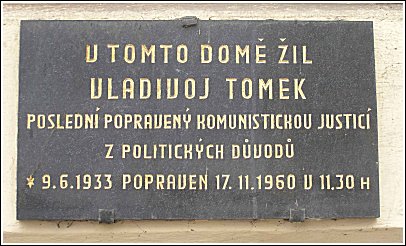 V TOMTO DOMĚ ŽIL
VLADIVOJ TOMEK
POSLEDNÍ POPRAVENÝ KOMUNISTICKOU JUSTICÍ
Z POLITICKÝCH DŮVODŮ
* 9.6.1933 POPRAVEN 17.11.1960 V 11.30 H